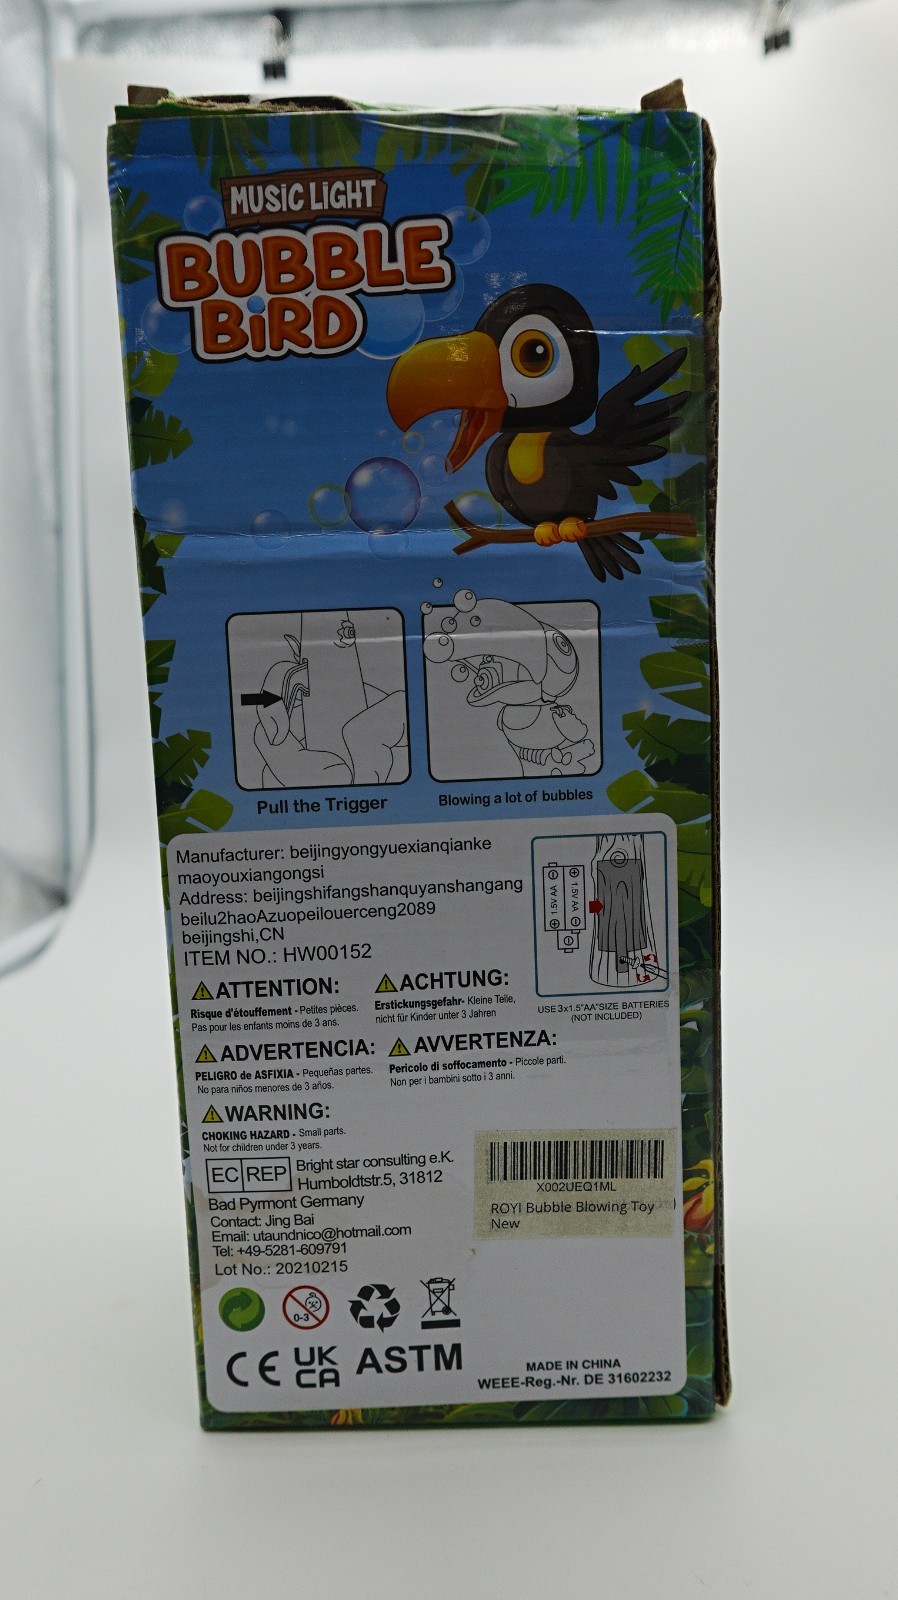 MUSIC LIGHT
BUBBLE
BIRD
Pull the Trigger
Blowing a lot of bubbles
Manufacturer: beijingyongyuexianqianke
maoyouxiangongsi
Address: beijingshifangshanquyanshangang
beilu2haoAzuopeilouerceng2089
beijingshi,CN
ITEM NO.: HW00152
1.5V AA
1.5V AA
USE 3x1.5"AA"SIZE BATTERIES
(NOT INCLUDED)
ATTENTION:
Risque d'étouffement - Petites pièces.
Pas pour les enfants moins de 3 ans.
ACHTUNG:
Erstickungsgefahr- Kleine Teile,
nicht für Kinder unter 3 Jahren
ADVERTENCIA:
PELIGRO de ASFIXIA - Pequeñas partes.
No para niños menores de 3 años.
AVVERTENZA:
Pericolo di soffocamento - Piccole parti.
Non per i bambini sotto i 3 anni.
WARNING:
CHOKING HAZARD - Small parts.
Not for children under 3 years.
EC REP
Bright star consulting e.K.
Humboldtstr.5, 31812
Bad Pyrmont Germany
Contact: Jing Bai
Email: utaundnico@hotmail.com
Tel: +49-5281-609791
Lot No.: 20210215
X002UEQ1ML
ROYI Bubble Blowing Toy
New
0-3
CE
UK
CA
ASTM
MADE IN CHINA
WEEE-Reg.-Nr. DE 31602232